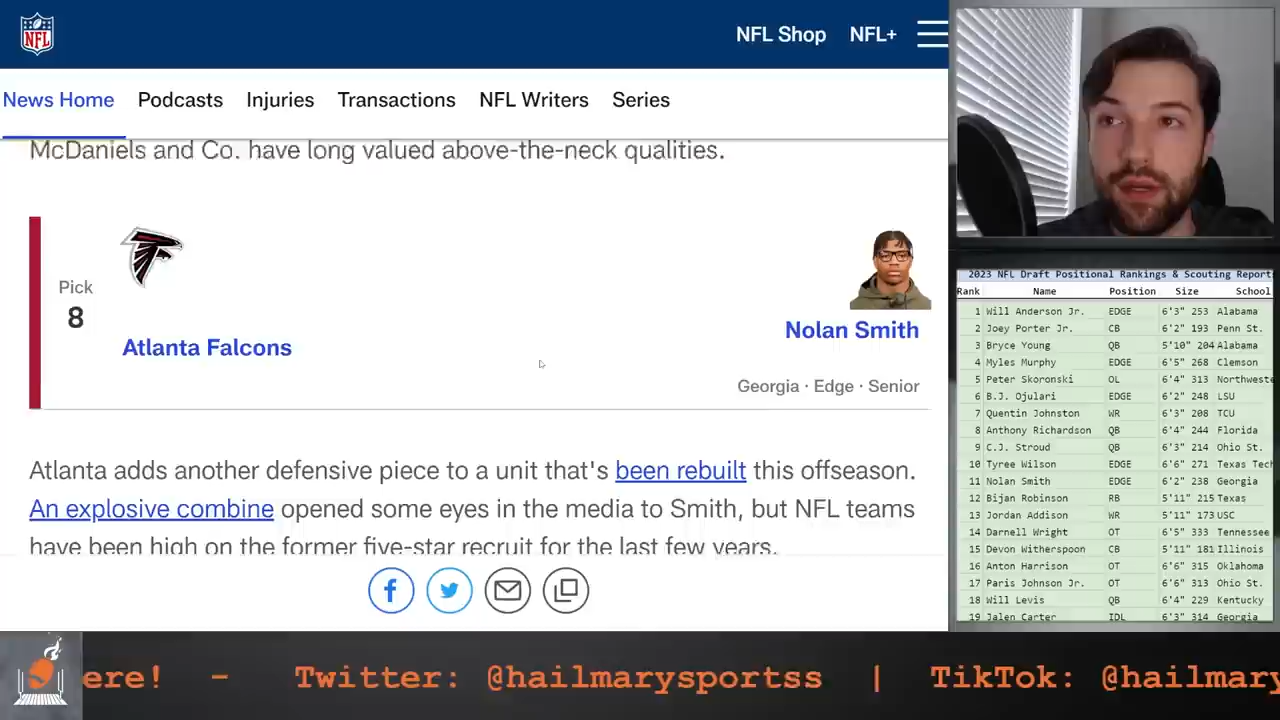 NFL
NFL Shop NFL+
News Home Podcasts Injuries Transactions NFL Writers Series
McDaniels and Co. have long valued above-the-neck qualities.
Pick
8
Atlanta Falcons
Nolan Smith
Georgia · Edge · Senior
Atlanta adds another defensive piece to a unit that's been rebuilt this offseason.
An explosive combine opened some eyes in the media to Smith, but NFL teams
have been high on the former five-star recruit for the last few years.
2023 NFL Draft Positional Rankings & Scouting Report
Rank Name Position Size School
1 Will Anderson Jr. EDGE 6'3" 253 Alabama
2 Joey Porter Jr. CB 6'2" 193 Penn St.
3 Bryce Young QB 5'10" 204 Alabama
4 Myles Murphy EDGE 6'5" 268 Clemson
5 Peter Skoronski OL 6'4" 313 Northweste
6 B.J. Ojulari EDGE 6'2" 248 LSU
7 Quentin Johnston WR 6'3" 208 TCU
8 Anthony Richardson QB 6'4" 244 Florida
9 C.J. Stroud QB 6'3" 214 Ohio St.
10 Tyree Wilson EDGE 6'6" 271 Texas Tech
11 Nolan Smith EDGE 6'2" 238 Georgia
12 Bijan Robinson RB 5'11" 215 Texas
13 Jordan Addison WR 5'11" 173 USC
14 Darnell Wright OT 6'5" 333 Tennessee
15 Devon Witherspoon CB 5'11" 181 Illinois
16 Anton Harrison OT 6'6" 315 Oklahoma
17 Paris Johnson Jr. OT 6'6" 313 Ohio St.
18 Will Levis QB 6'4" 229 Kentucky
19 Jalen Carter IDL 6'3" 314 Georgia
ere! - Twitter: @hailmarysportss | TikTok: @hailmary